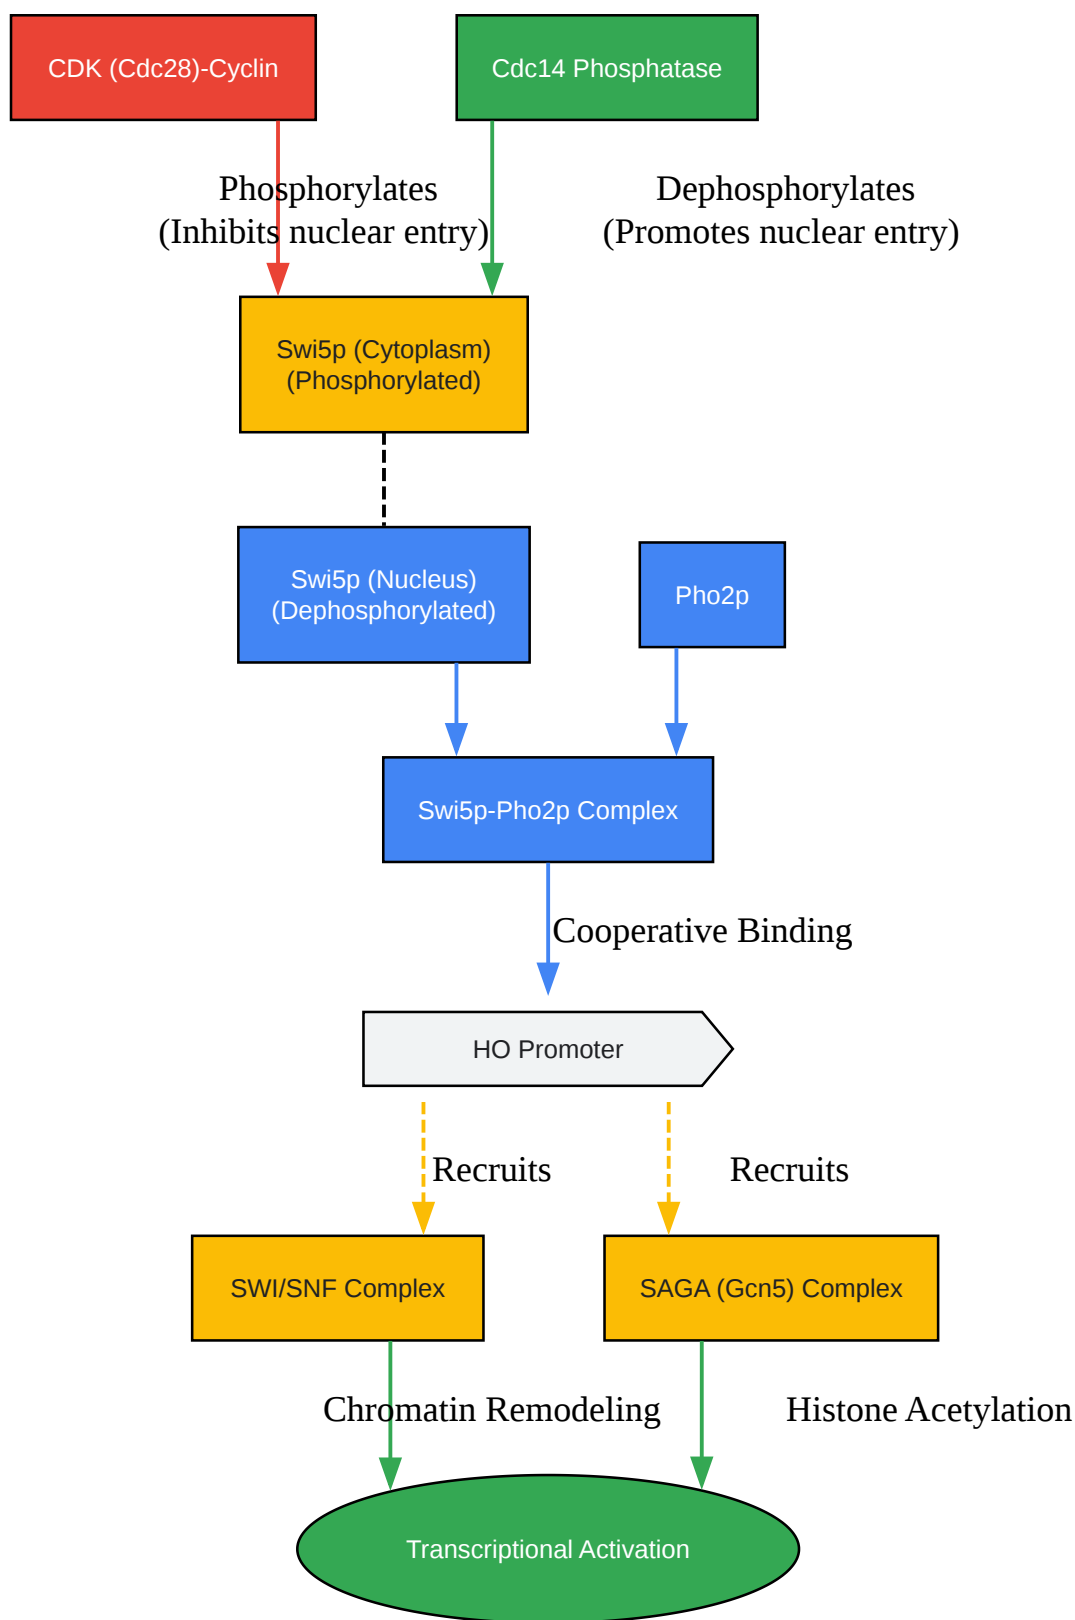 CDK (Cdc28)-Cyclin
Cdc14 Phosphatase
Phosphorylates
(Inhibits nuclear entry)
Dephosphorylates
(Promotes nuclear entry)
Swi5p (Cytoplasm)
(Phosphorylated)
Swi5p (Nucleus)
(Dephosphorylated)
Pho2p
Swi5p-Pho2p Complex
Cooperative Binding
HO Promoter
Recruits
Recruits
SWI/SNF Complex
SAGA (Gcn5) Complex
Chromatin Remodeling
Histone Acetylation
Transcriptional Activation